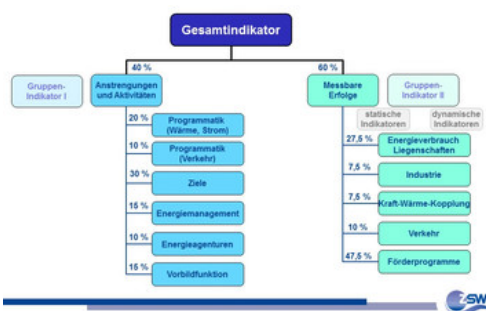 Gesamtindikator
40 %
60 %
Gruppen-
Indikator I
Anstrengungen
und Aktivitäten
Messbare
Erfolge
Gruppen-
Indikator II
statische
Indikatoren
dynamische
Indikatoren
20 %
Programmatik
(Wärme, Strom)
10 %
Programmatik
(Verkehr)
30 %
Ziele
15 %
Energiemanagement
10 %
Energieagenturen
15 %
Vorbildfunktion
27,5 %
Energieverbrauch
Liegenschaften
7,5 %
Industrie
7,5 %
Kraft-Wärme-Kopplung
10 %
Verkehr
47,5 %
Förderprogramme
ZSW